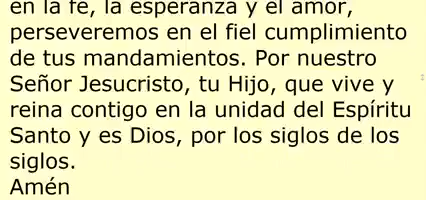 en la fe, la esperanza y el amor,
perseveremos en el fiel cumplimiento
de tus mandamientos. Por nuestro
Señor Jesucristo, tu Hijo, que vive y
reina contigo en la unidad del Espíritu
Santo y es Dios, por los siglos de los
siglos.
Amén